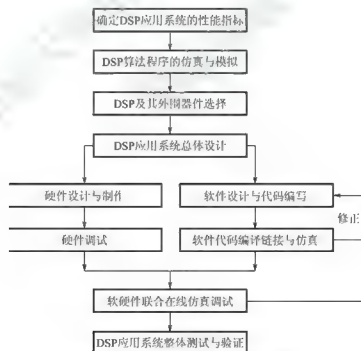 确定DSP应用系统的性能指标
DSP算法程序的仿真与模拟
DSP及其外围器件选择
DSP应用系统总体设计
硬件设计与制作
软件设计与代码编写
修正
硬件调试
软件代码编译链接与仿真
软硬件联合在线仿真调试
DSP应用系统整体测试与验证